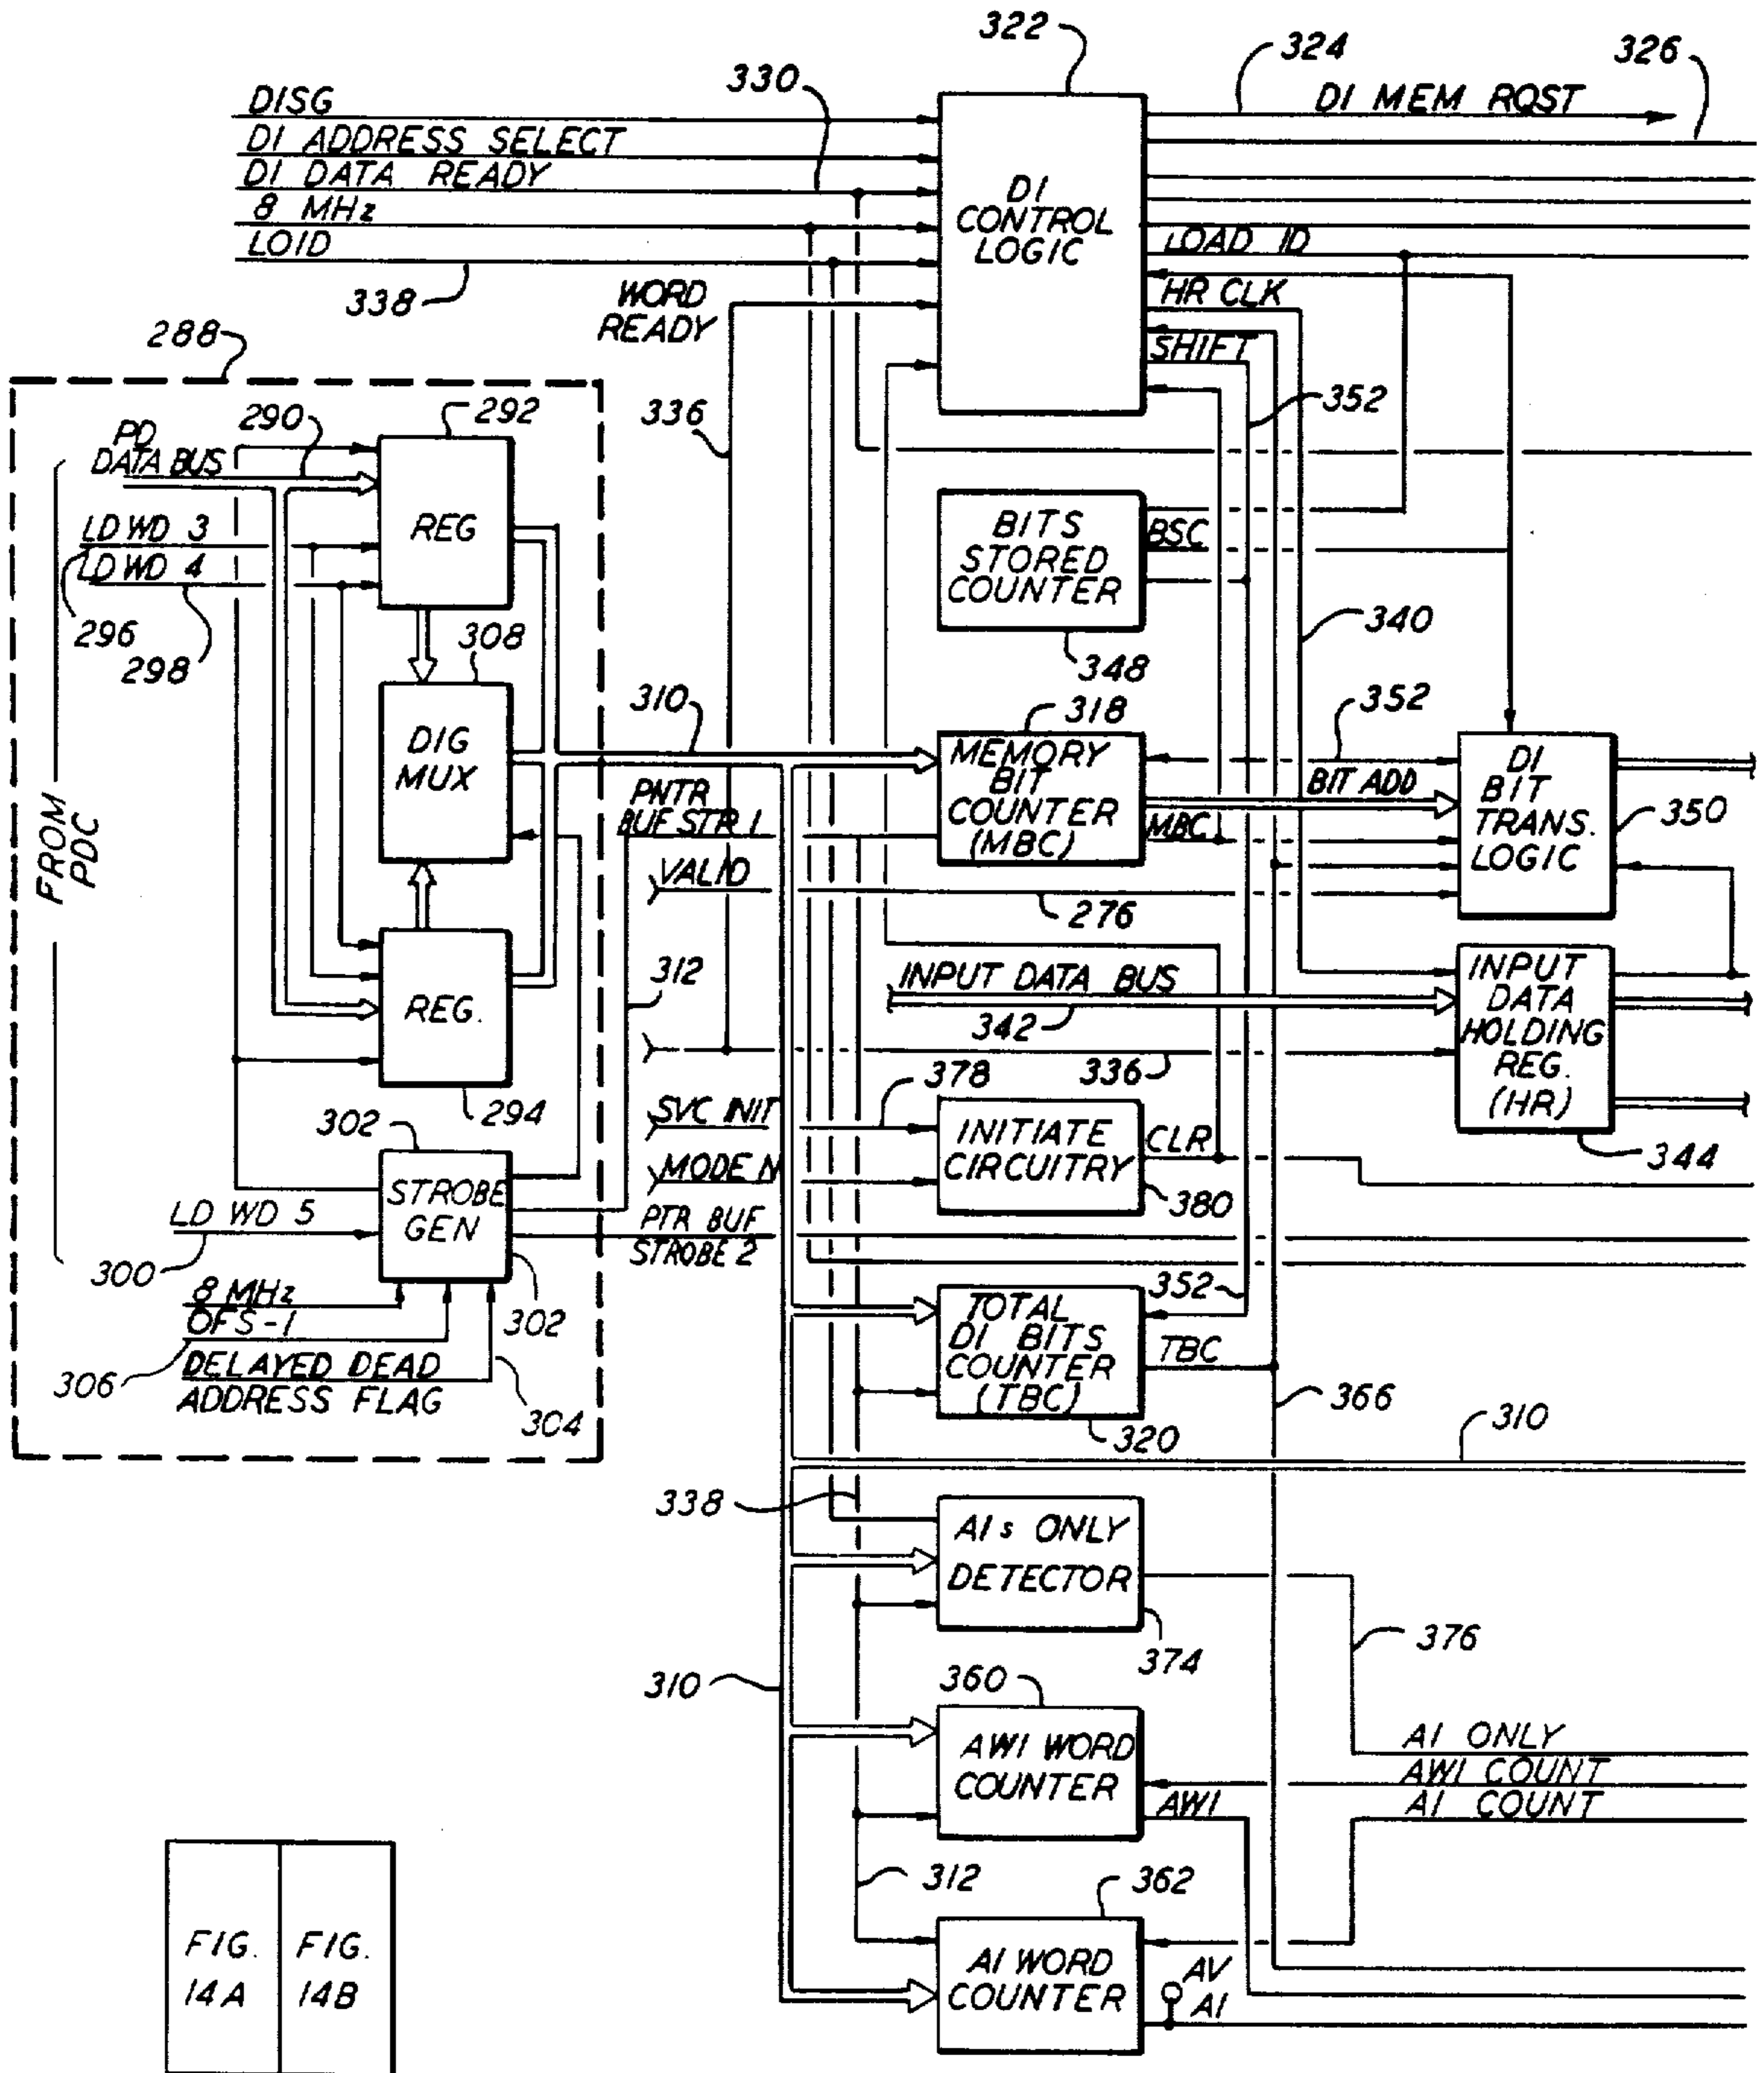 322
324
326
330
DISG
DI MEM RQST
DI ADDRESS SELECT
DI DATA READY
8 MHz
LOID
338
DI
CONTROL
LOGIC
LOAD ID
HR CLK
SHIFT
WORD
READY
288
336
352
292
290
PD
DATA BUS
REG
LD WD 3
LD WD 4
296
298
BITS
STORED
COUNTER
BSC
348
340
308
DIG
MUX
310
318
MEMORY
BIT
COUNTER
(MBC)
352
BIT ADD
MBC
DI
BIT
TRANS.
LOGIC
350
PNTR
BUF STR 1
VALID
276
FROM
PDC
REG.
294
312
INPUT DATA BUS
342
INPUT
DATA
HOLDING
REG.
(HR)
344
336
378
SVC INIT
MODE N
INITIATE
CIRCUITRY
CLR
380
302
STROBE
GEN
LD WD 5
300
PTR BUF
STROBE 2
8 MHz
OFS-1
302
306
DELAYED DEAD
ADDRESS FLAG
304
352
TOTAL
DI BITS
COUNTER
(TBC)
TBC
320
366
310
338
AIs ONLY
DETECTOR
374
376
310
360
AWI WORD
COUNTER
AWI
AI ONLY
AWI COUNT
AI COUNT
312
362
AI WORD
COUNTER
AV
AI
FIG.
14A
FIG.
14B